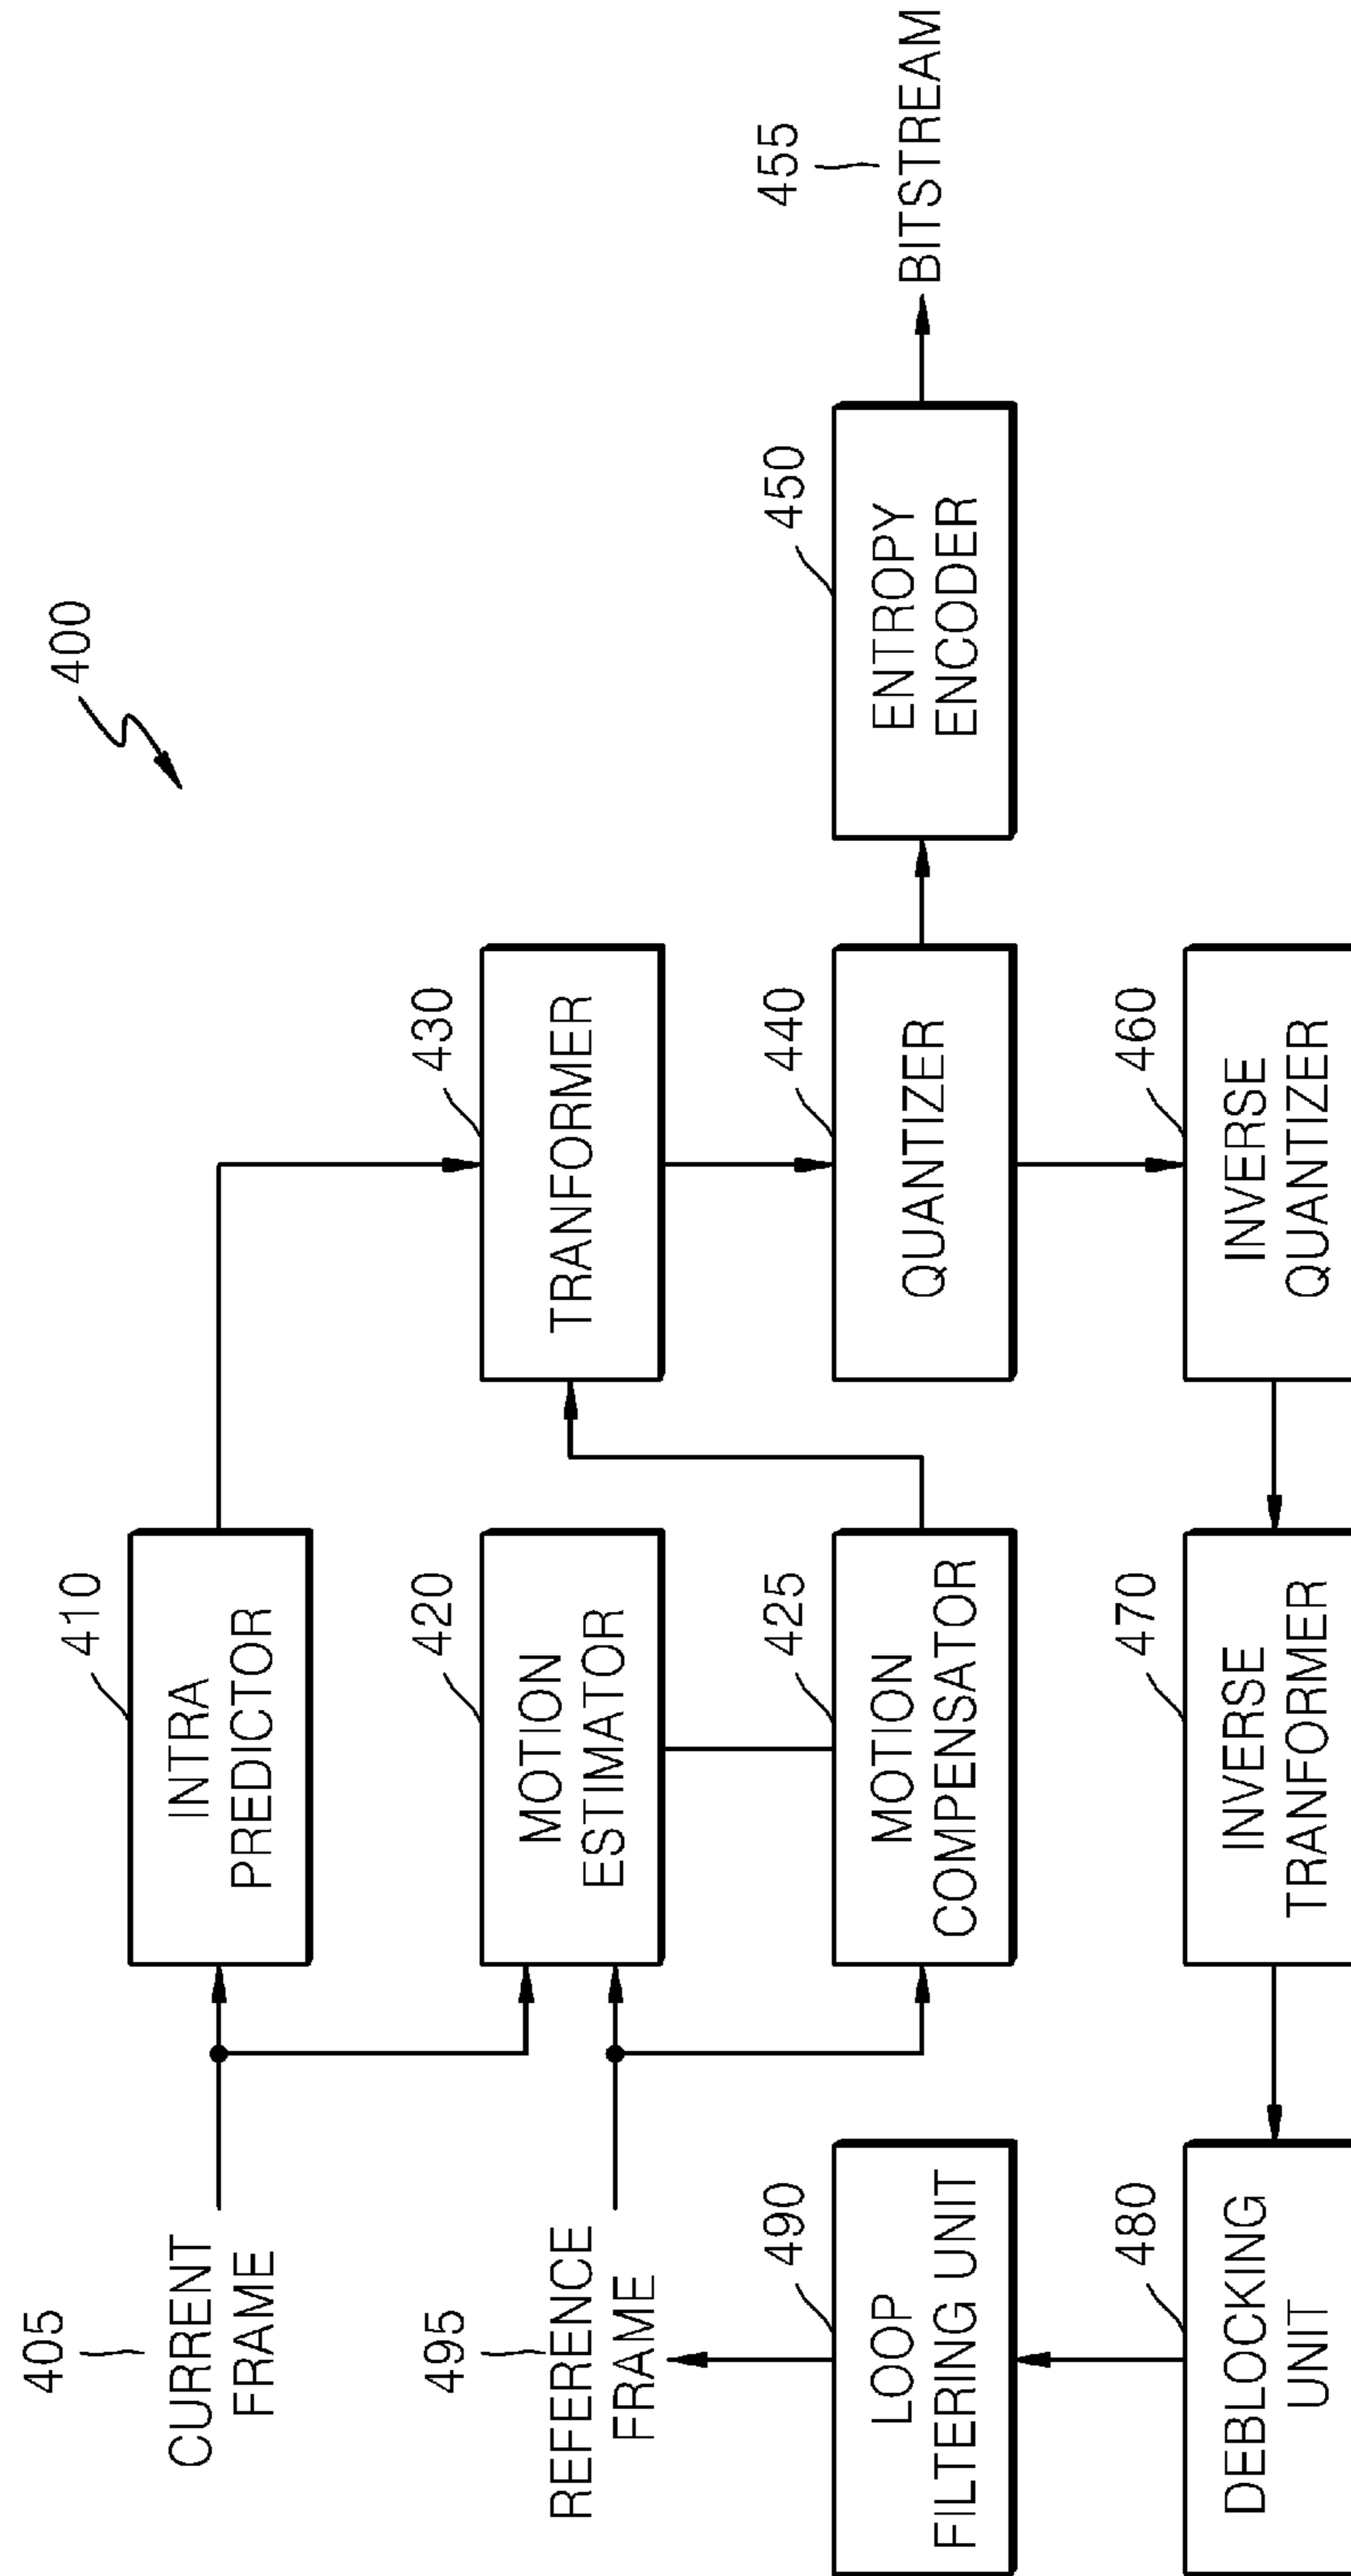 400
405
CURRENT
FRAME
410
INTRA
PREDICTOR
495
REFERENCE
FRAME
420
MOTION
ESTIMATOR
430
TRANFORMER
490
LOOP
FILTERING UNIT
425
MOTION
COMPENSATOR
440
QUANTIZER
450
ENTROPY
ENCODER
455
BITSTREAM
480
DEBLOCKING
UNIT
470
INVERSE
TRANFORMER
460
INVERSE
QUANTIZER